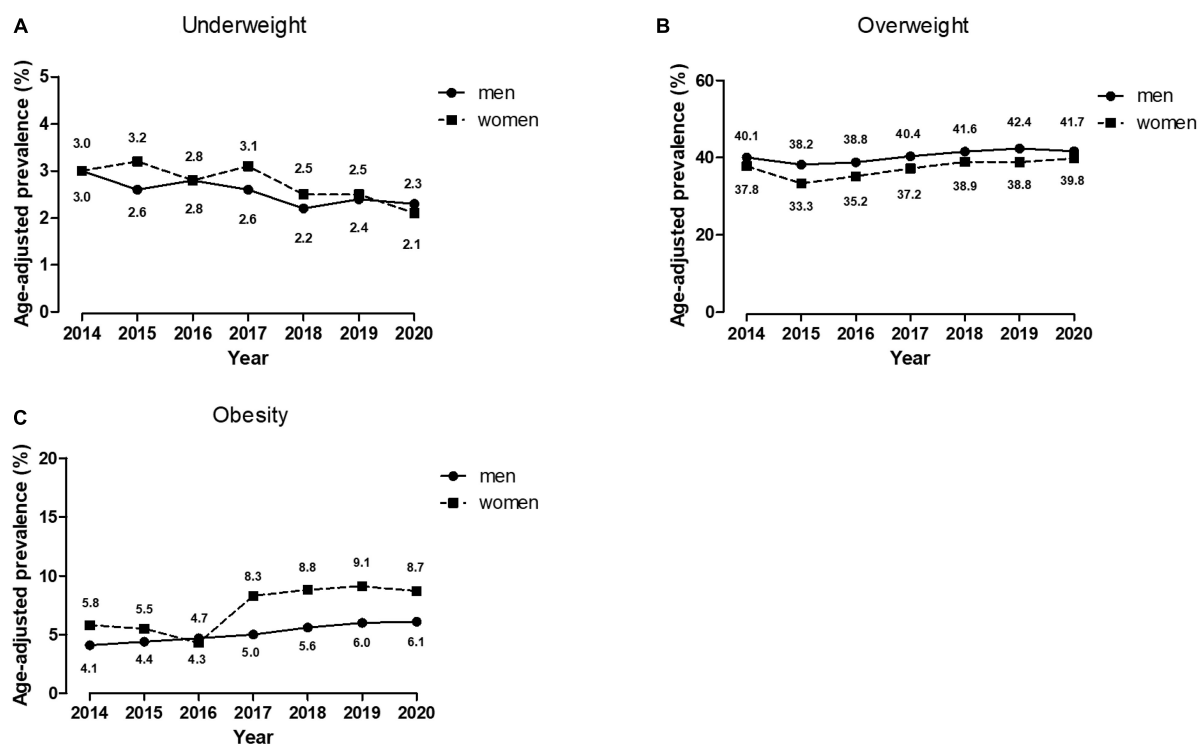 A
Underweight
Age-adjusted prevalence (%)
5
4
3
2
1
0
3.0
3.2
2.8
3.1
2.5
2.5
2.3
3.0
2.6
2.8
2.6
2.2
2.4
2.1
2014 2015 2016 2017 2018 2019 2020
Year
men
women
B
Overweight
Age-adjusted prevalence (%)
60
40
20
0
40.1
38.2
38.8
40.4
41.6
42.4
41.7
37.8
33.3
35.2
37.2
38.9
38.8
39.8
2014 2015 2016 2017 2018 2019 2020
Year
men
women
C
Obesity
Age-adjusted prevalence (%)
20
15
10
5
0
5.8
5.5
4.7
8.3
8.8
9.1
8.7
4.1
4.4
4.3
5.0
5.6
6.0
6.1
2014 2015 2016 2017 2018 2019 2020
Year
men
women